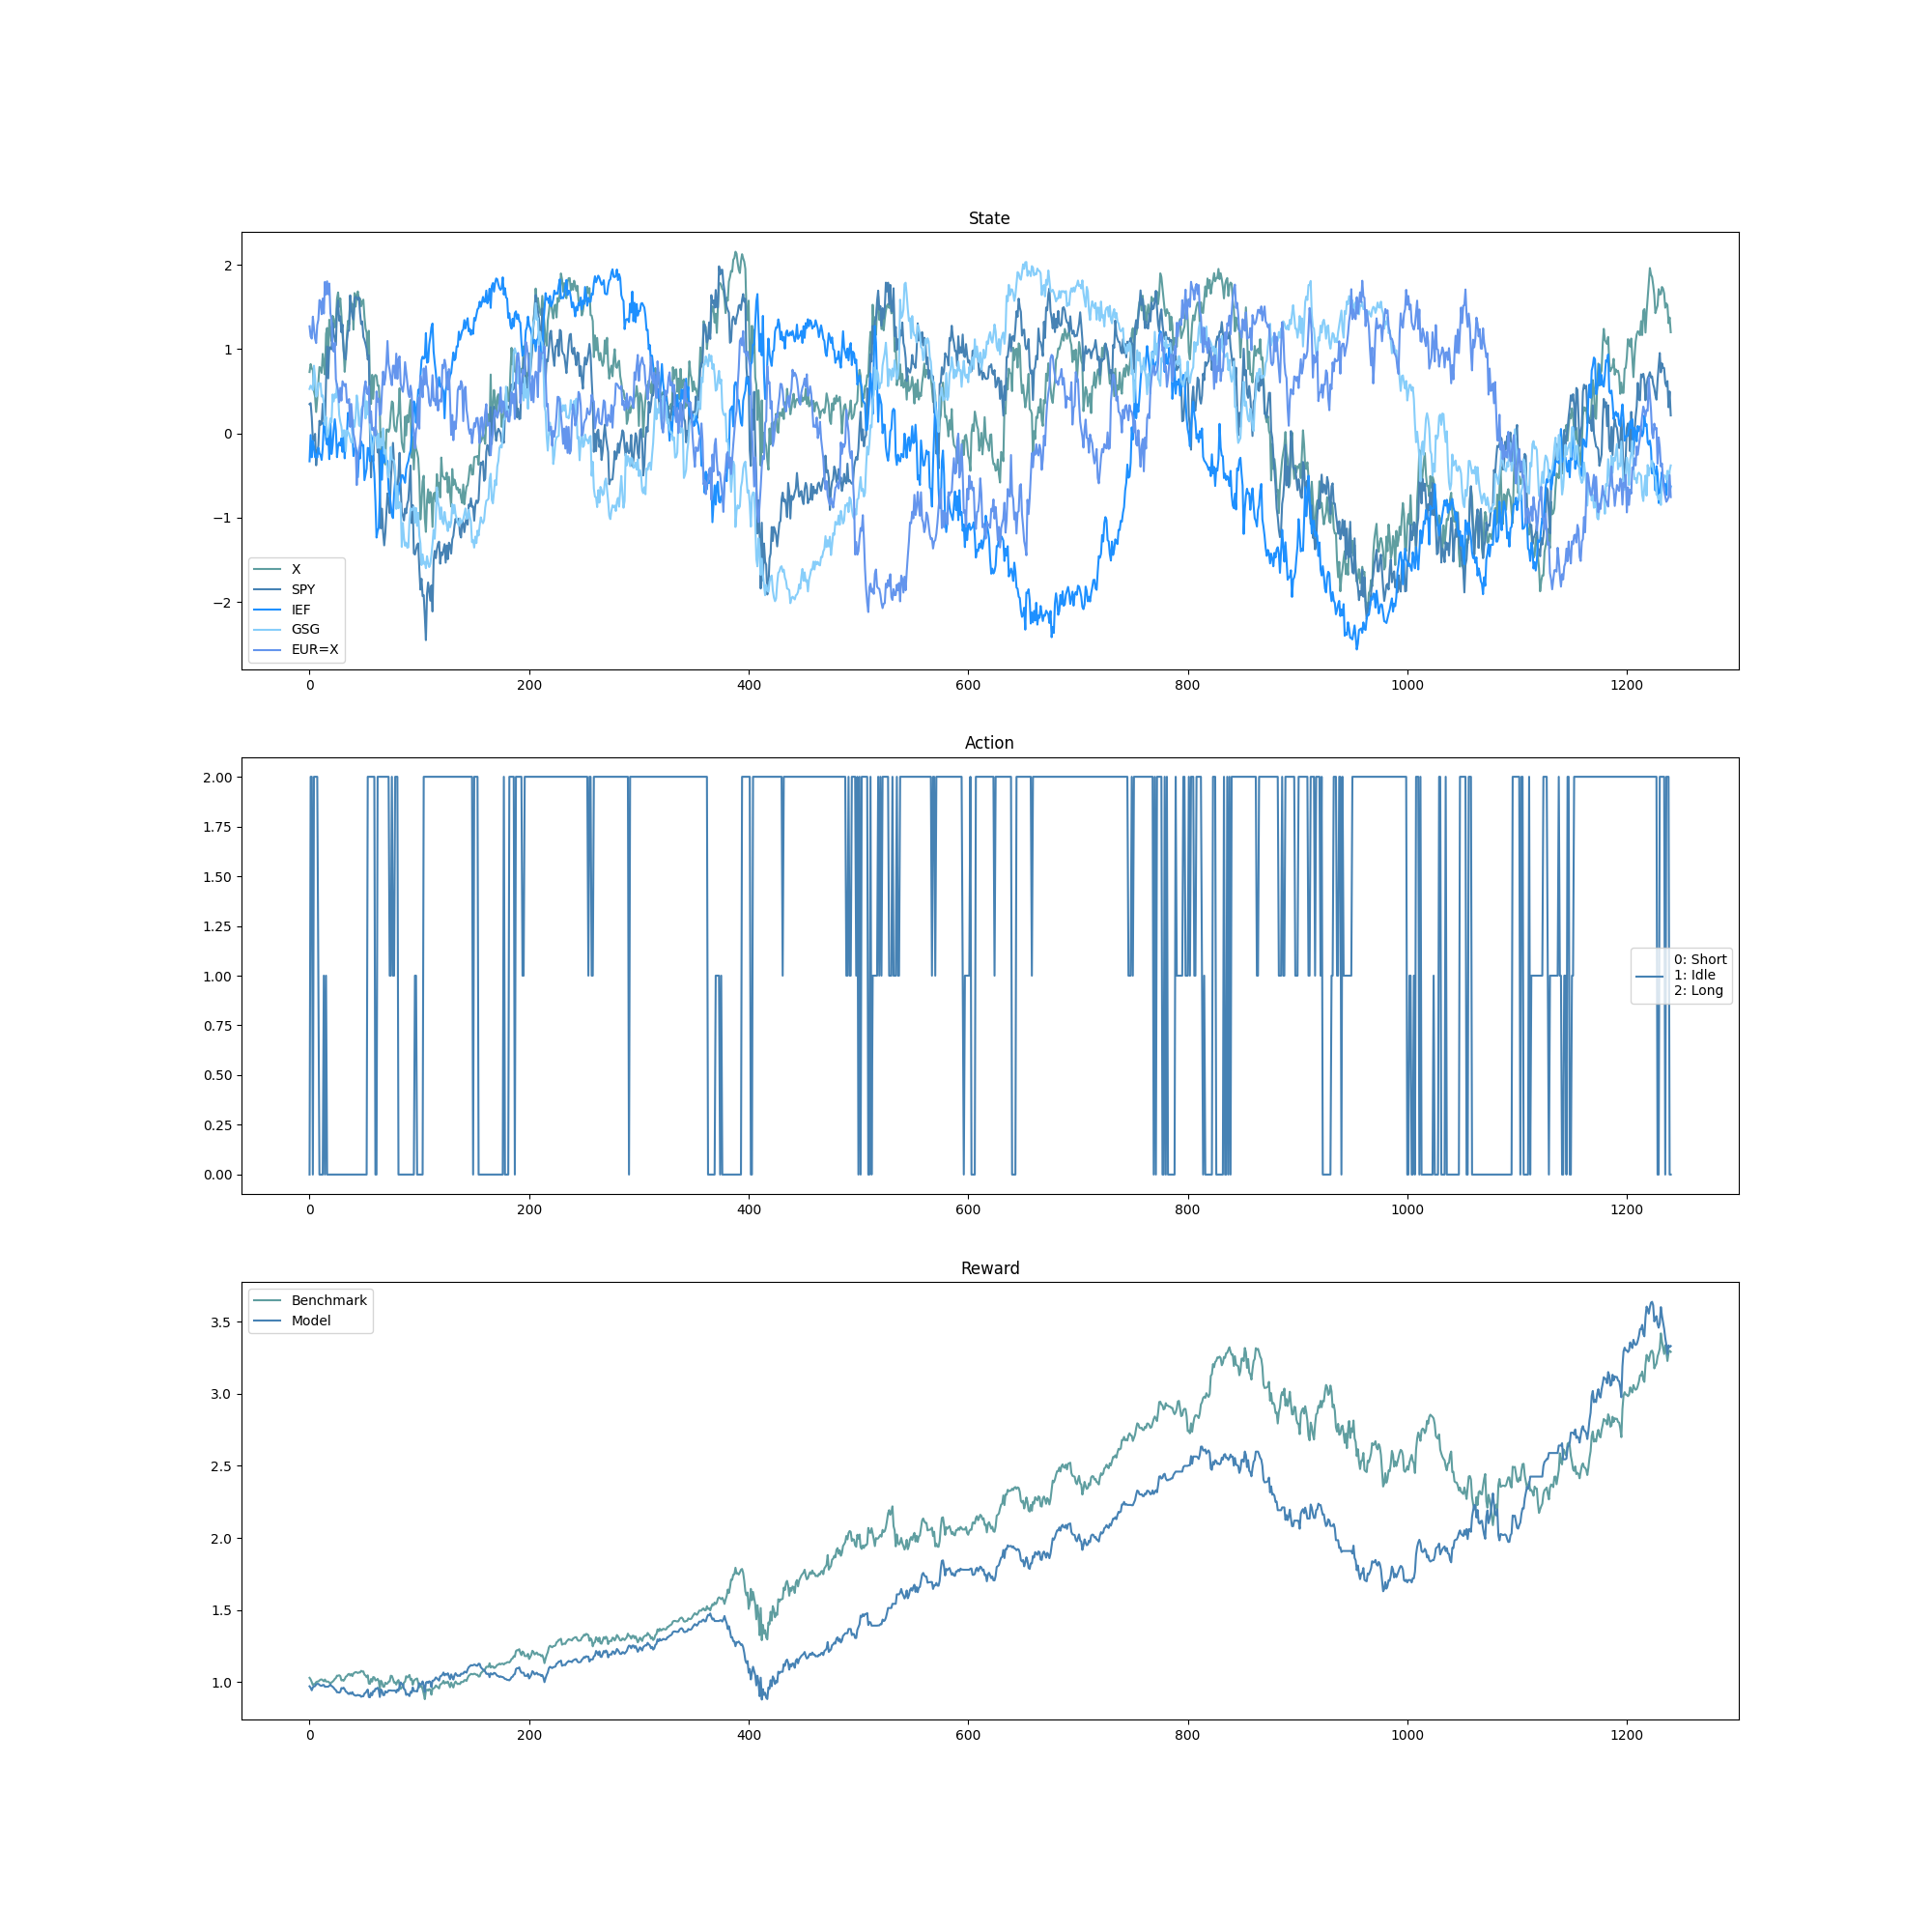 State
2
1
0
−1
−2
X
SPY
IEF
GSG
EUR=X
0 200 400 600 800 1000 1200
Action
2.00
1.75
1.50
1.25
1.00
0.75
0.50
0.25
0.00
0: Short
1: Idle
2: Long
0 200 400 600 800 1000 1200
Reward
Benchmark
Model
3.5
3.0
2.5
2.0
1.5
1.0
0 200 400 600 800 1000 1200